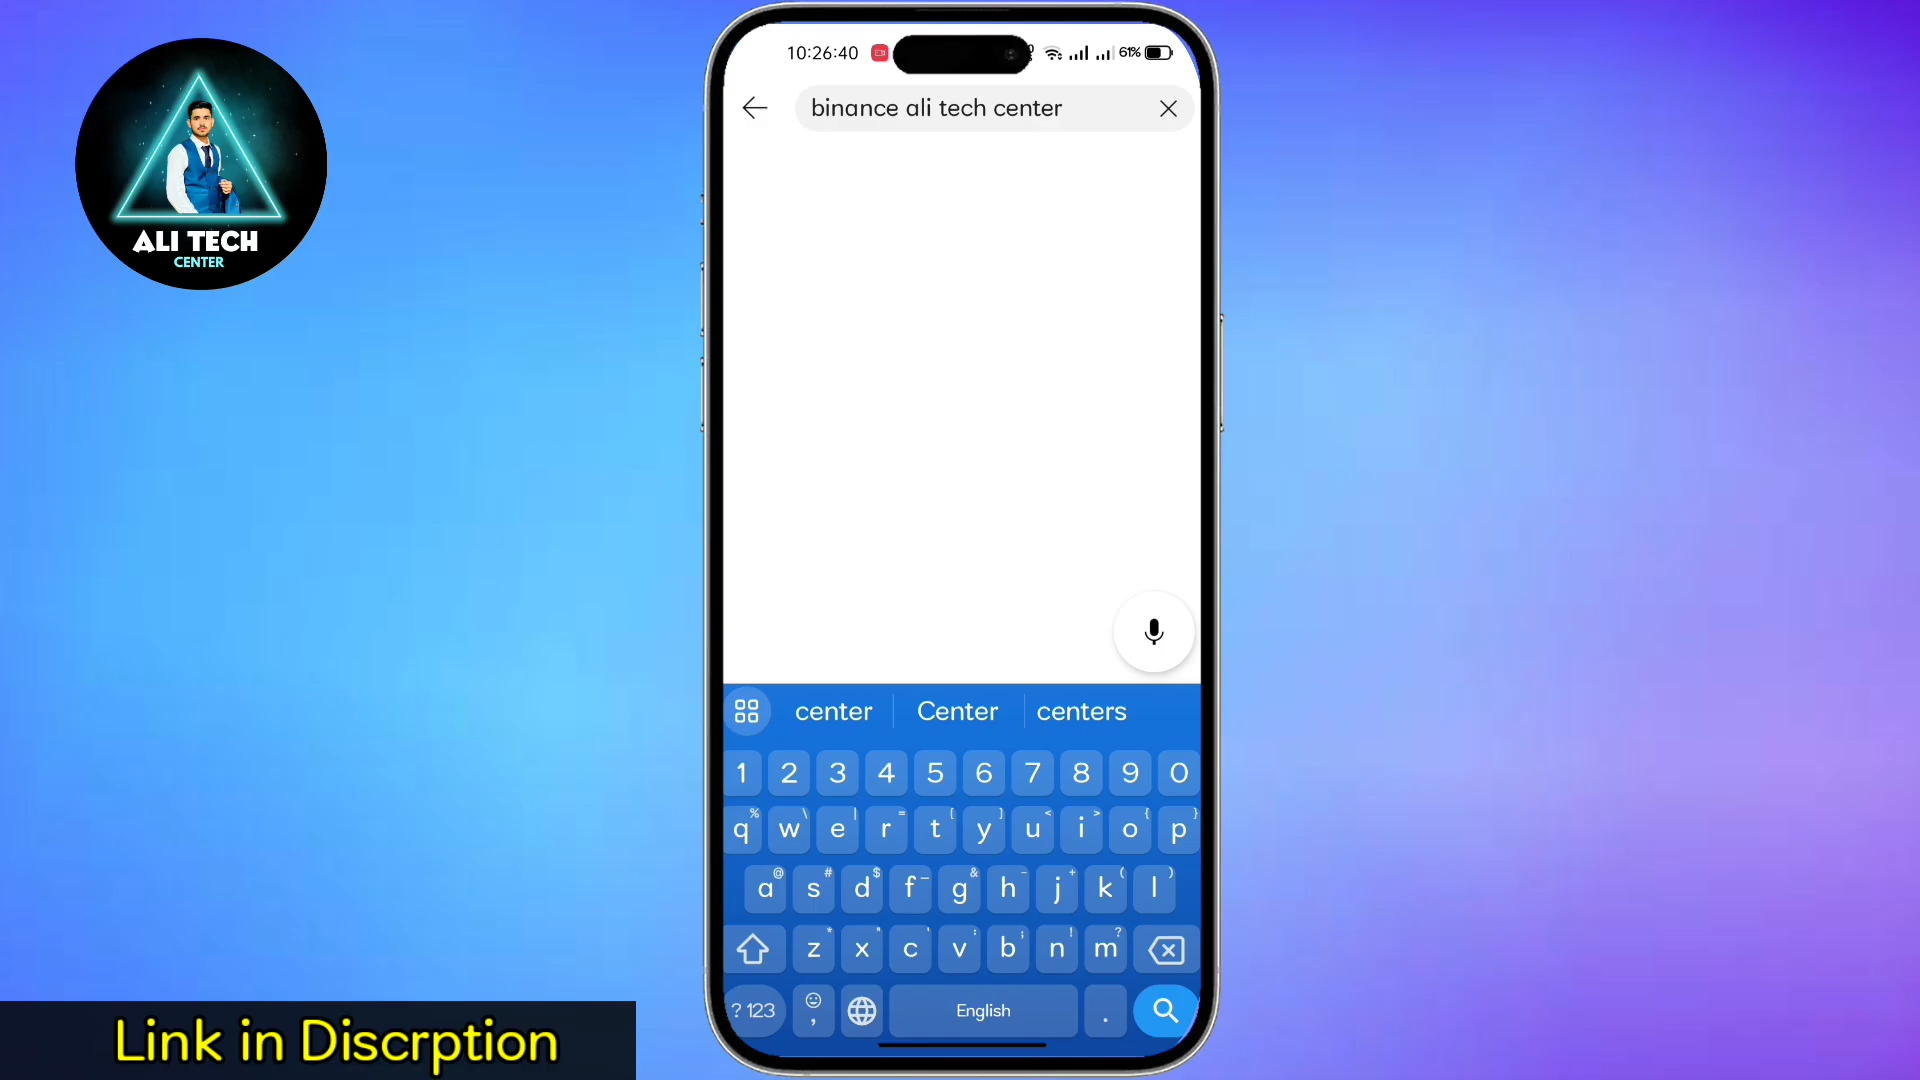 10:26:40
61%
binance ali tech center
ALI TECH
CENTER
center Center centers
1 2 3 4 5 6 7 8 9 0
% \ | = [ ] < > { }
q w e r t y u i o p
@ # $ _ & - + ( )
a s d f g h j k l
* " ' : ; ! ?
z x c v b n m
?123 , English .
Link in Discrption